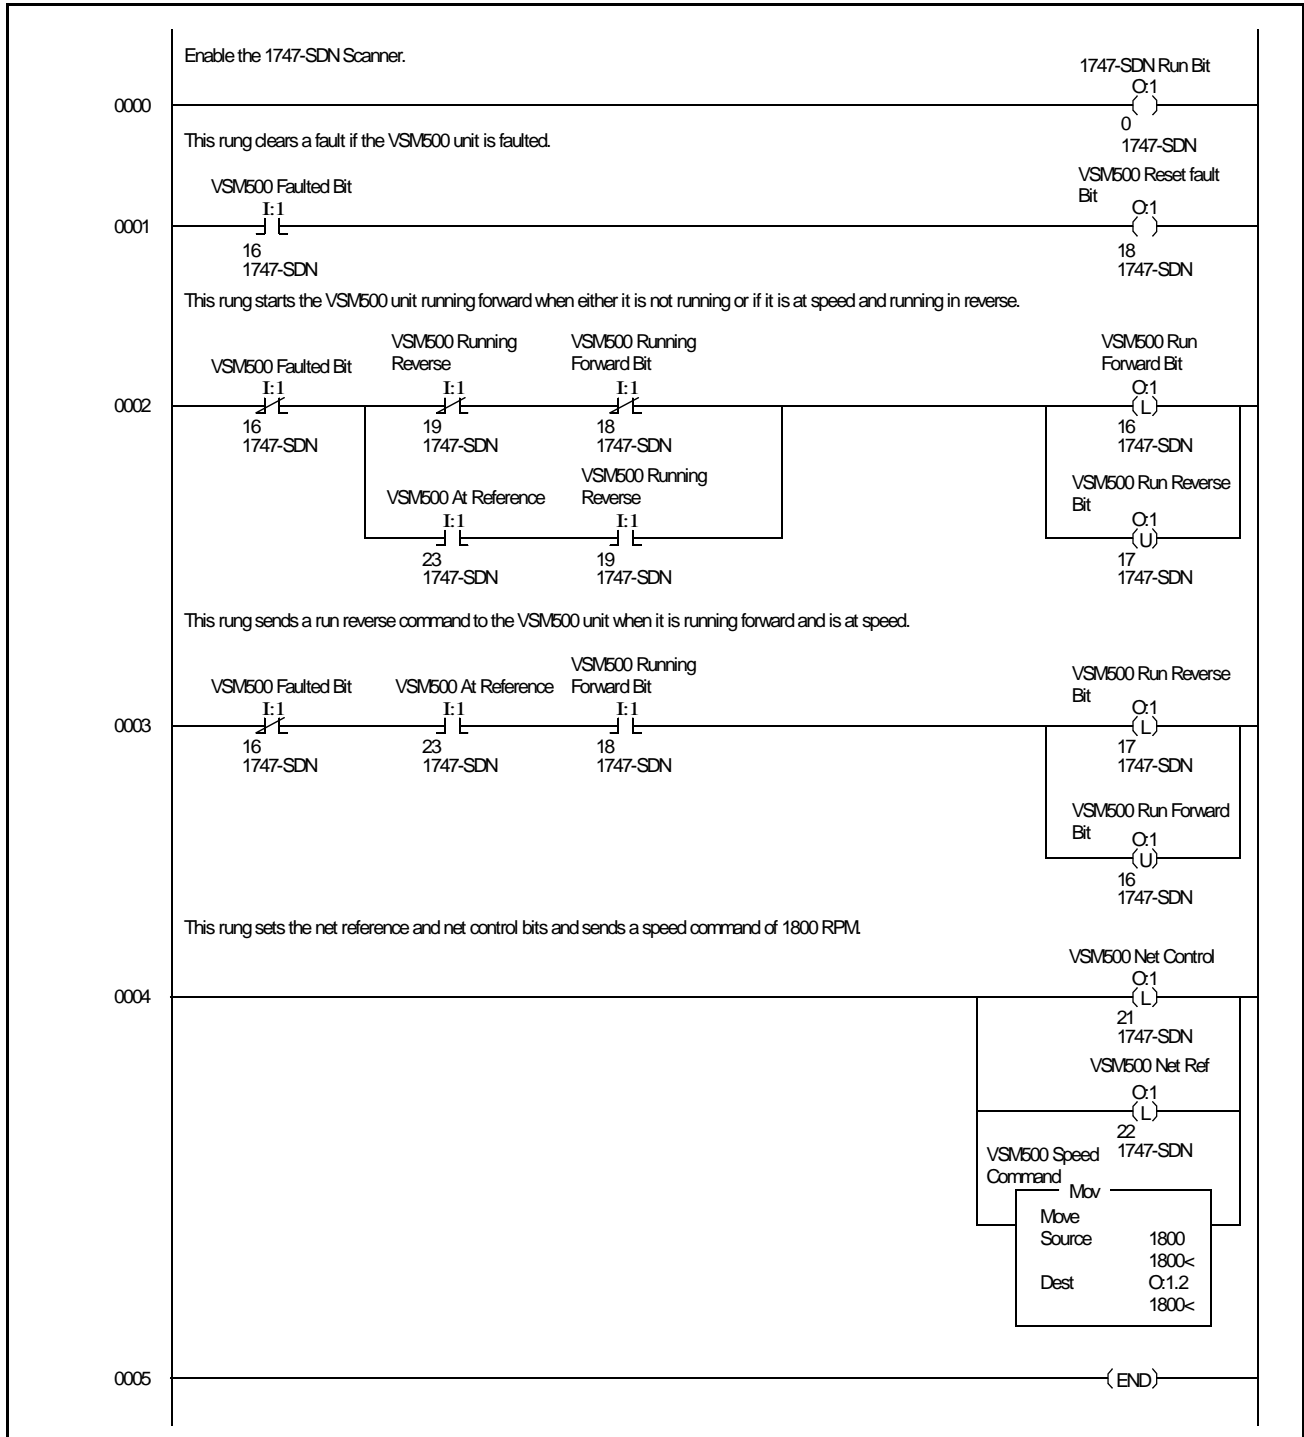 Enable the 1747-SDN Scanner.
1747-SDN Run Bit
O:1
0000
0
1747-SDN
This rung clears a fault if the VSM500 unit is faulted.
VSM500 Faulted Bit
I:1
VSM500 Reset fault
Bit
O:1
0001
16
1747-SDN
18
1747-SDN
This rung starts the VSM500 unit running forward when either it is not running or if it is at speed and running in reverse.
VSM500 Faulted Bit
I:1
VSM500 Running
Reverse
I:1
VSM500 Running
Forward Bit
I:1
VSM500 Run
Forward Bit
O:1
0002
(L)
16
1747-SDN
19
1747-SDN
18
1747-SDN
16
1747-SDN
VSM500 At Reference
I:1
VSM500 Running
Reverse
I:1
VSM500 Run Reverse
Bit
O:1
(U)
23
1747-SDN
19
1747-SDN
17
1747-SDN
This rung sends a run reverse command to the VSM500 unit when it is running forward and is at speed.
VSM500 Faulted Bit
I:1
VSM500 At Reference
I:1
VSM500 Running
Forward Bit
I:1
VSM500 Run Reverse
Bit
O:1
0003
(L)
16
1747-SDN
23
1747-SDN
18
1747-SDN
17
1747-SDN
VSM500 Run Forward
Bit
O:1
(U)
16
1747-SDN
This rung sets the net reference and net control bits and sends a speed command of 1800 RPM.
VSM500 Net Control
O:1
0004
(L)
21
1747-SDN
VSM500 Net Ref
O:1
(L)
22
1747-SDN
VSM500 Speed
Command
Mov
Move
Source 1800
1800<
Dest O:1.2
1800<
0005
(END)